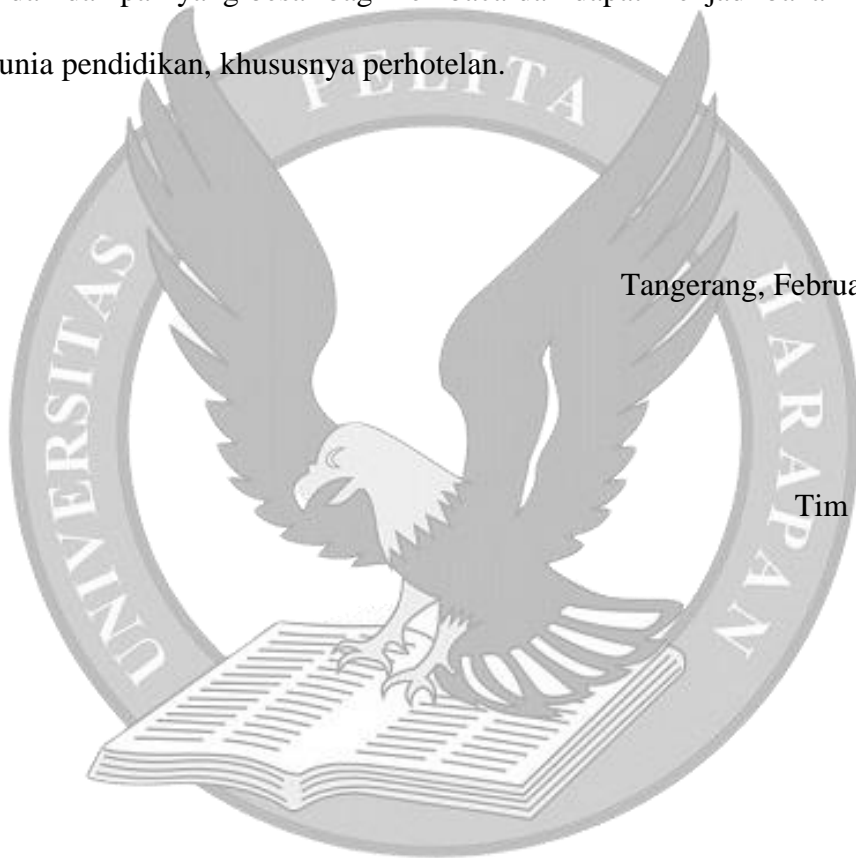 unia pendidikan, khususnya perhotelan.
PELITA
Tangerang, Februa
UNIVERSITAS
HARAPAN
Tim